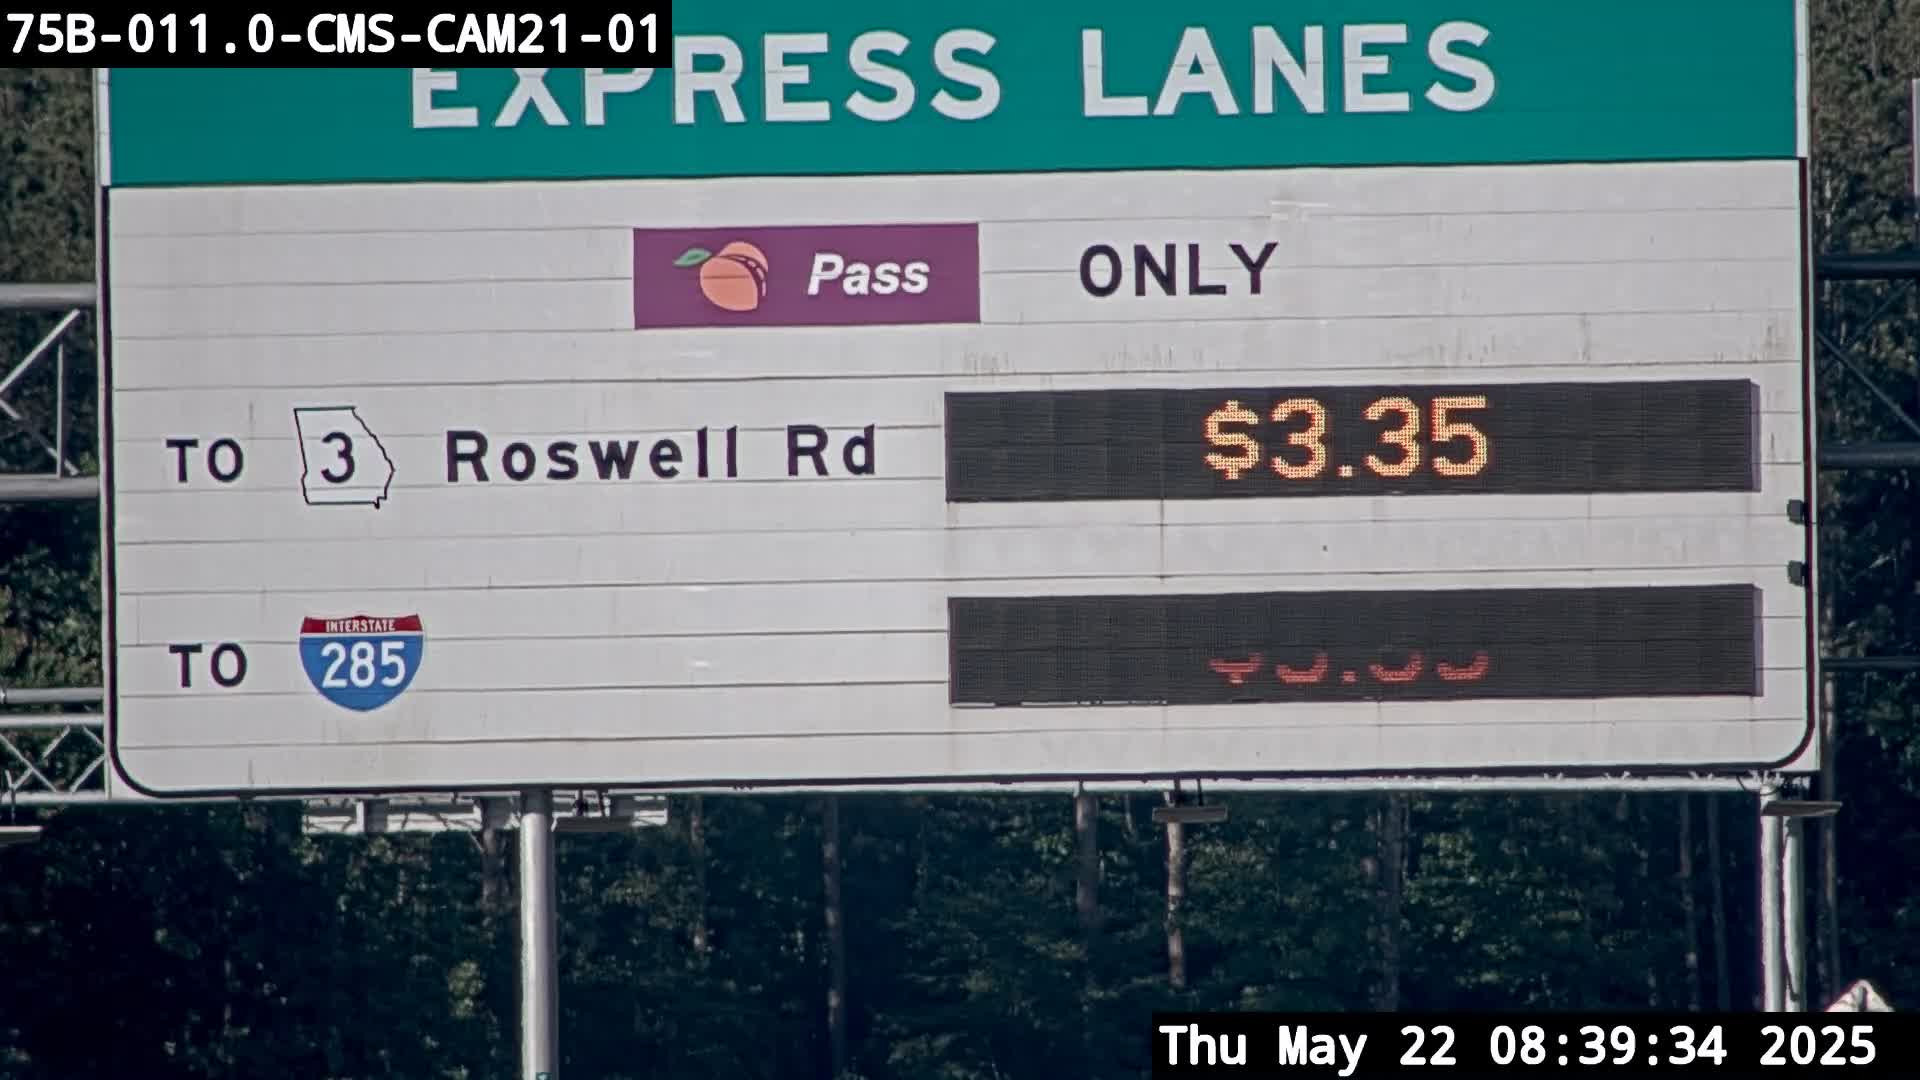 75B-011.0-CMS-CAM21-01
EXPRESS LANES
Pass ONLY
TO 3 Roswell Rd $3.35
TO INTERSTATE 285
Thu May 22 08:39:34 2025